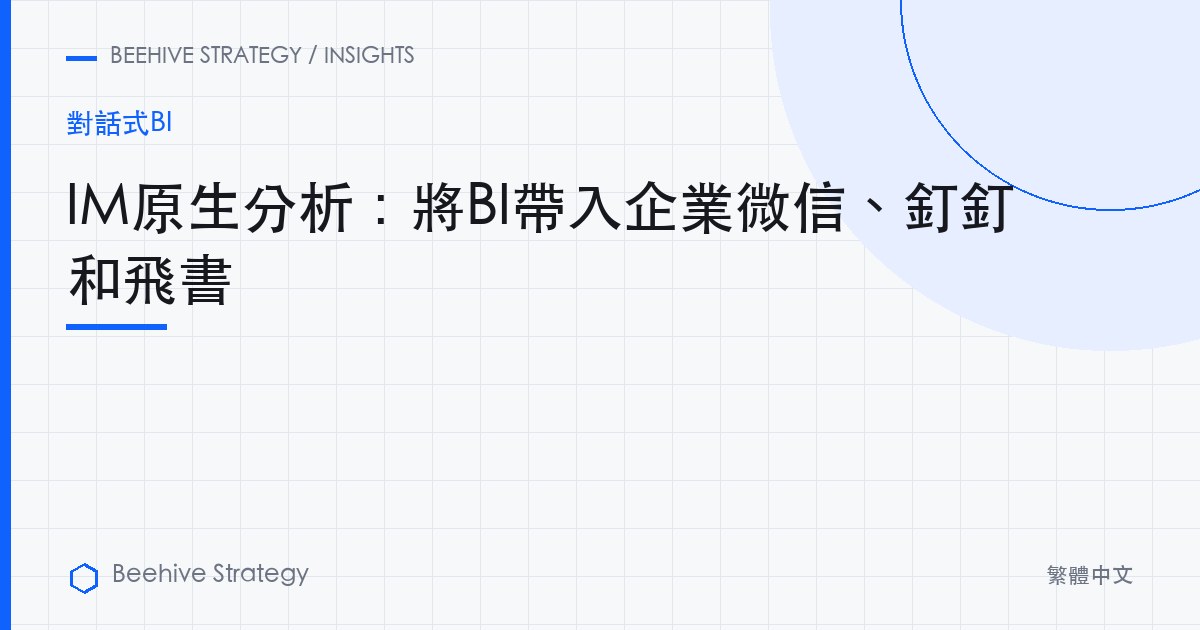 BEEHIVE STRATEGY / INSIGHTS
對話式BI
IM原生分析：將BI帶入企業微信、釘釘
和飛書
Beehive Strategy
繁體中文